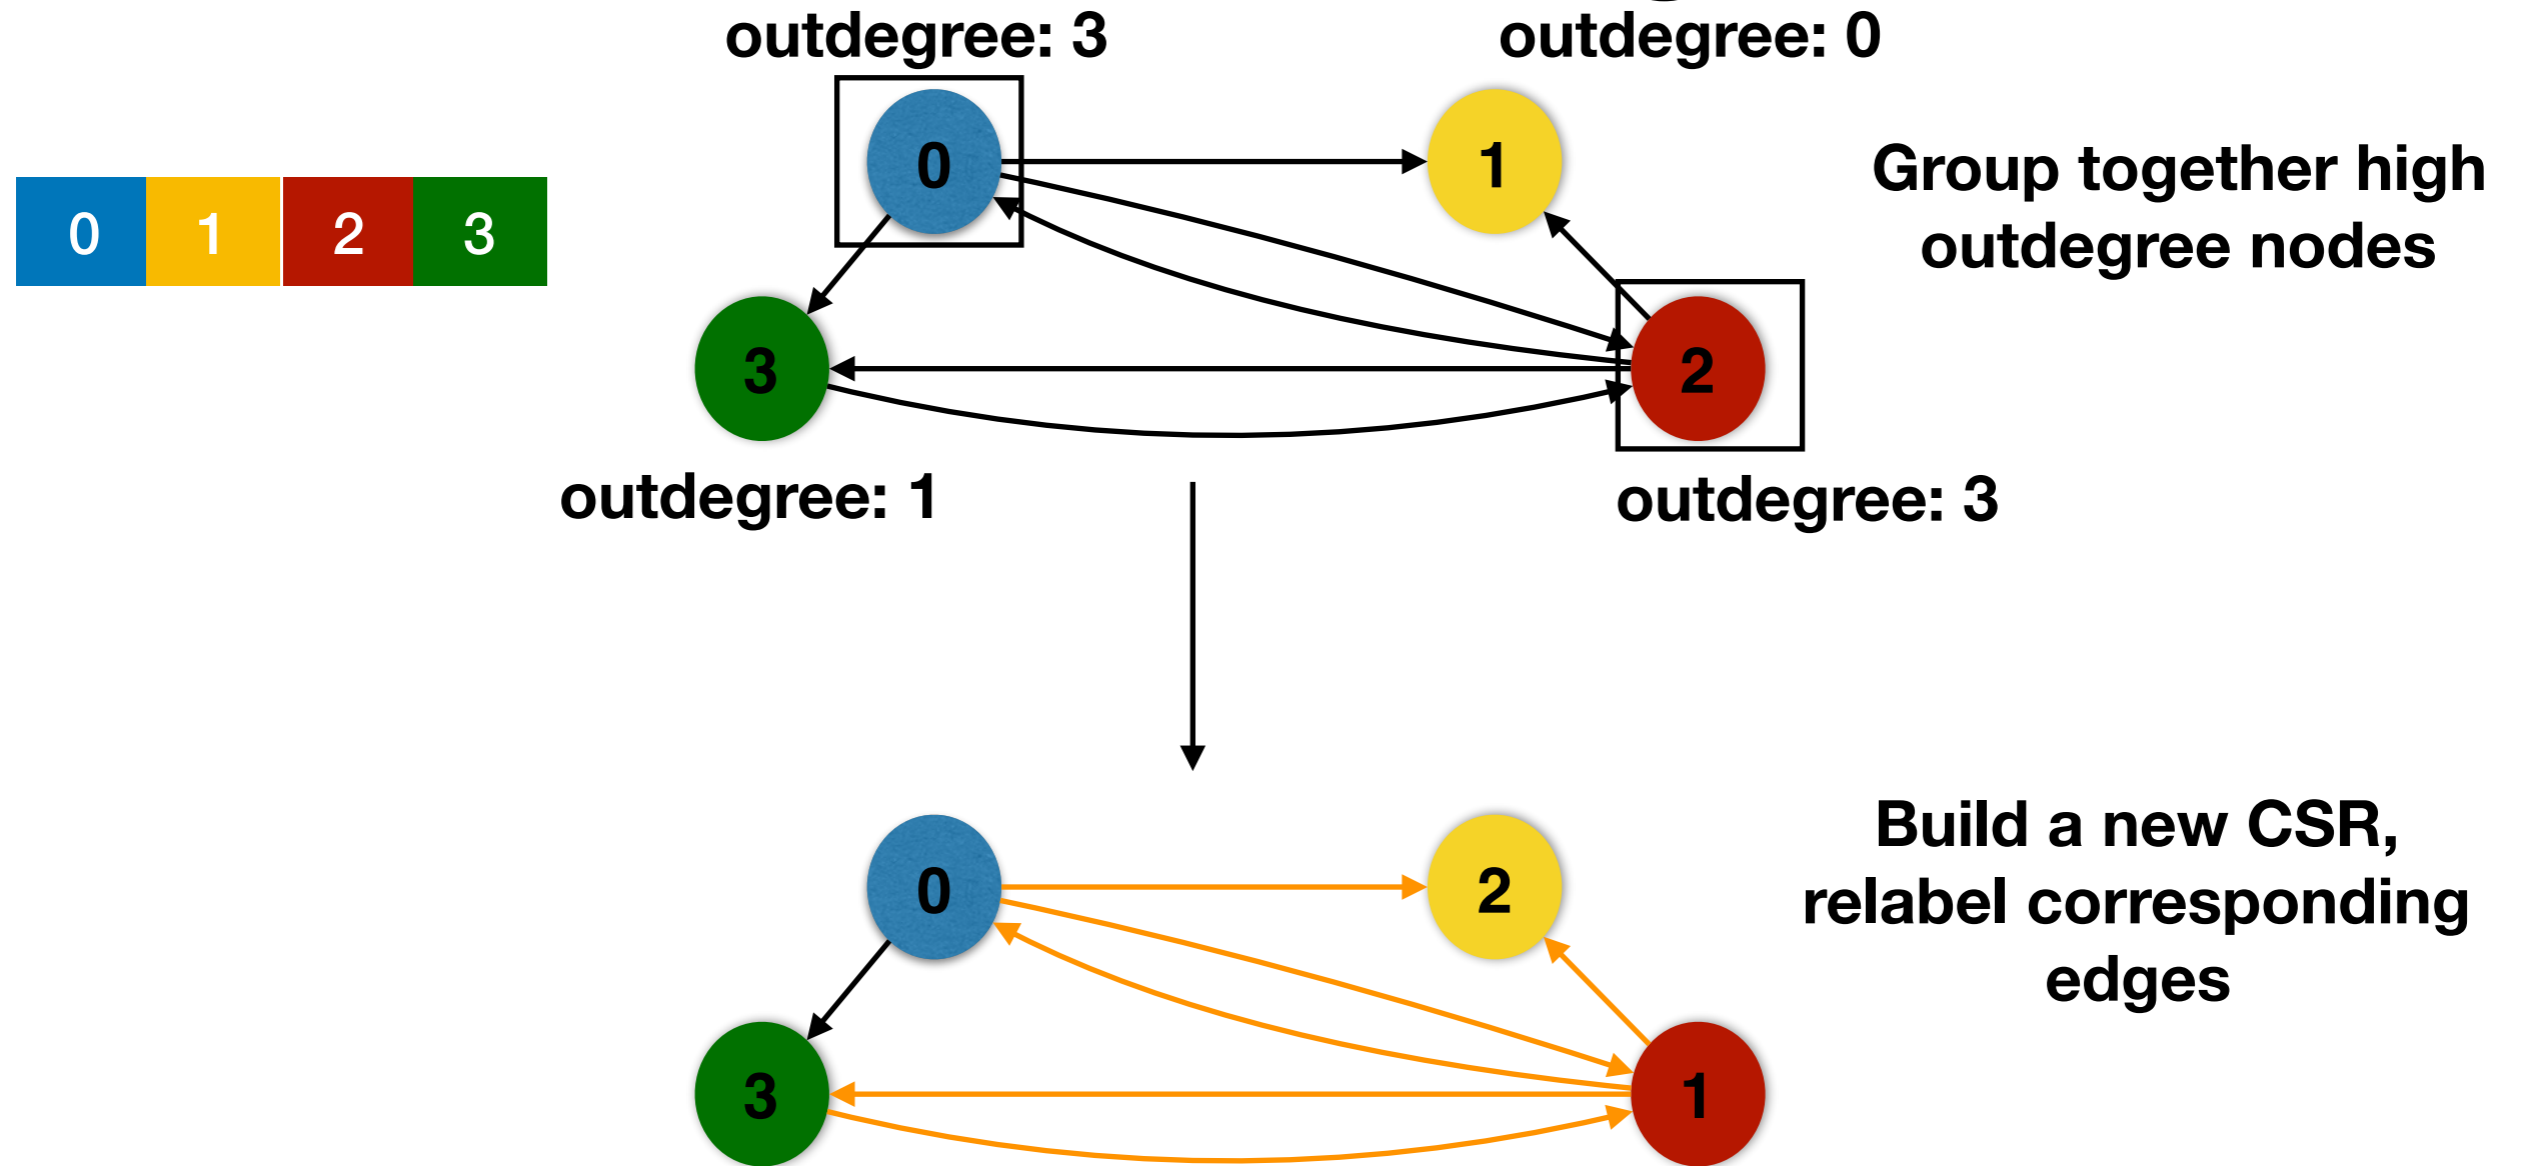 outdegree: 3
outdegree: 0
0
1
0 1 2 3
Group together high
outdegree nodes
3
2
outdegree: 1
outdegree: 3
0
2
Build a new CSR,
relabel corresponding
edges
3
1